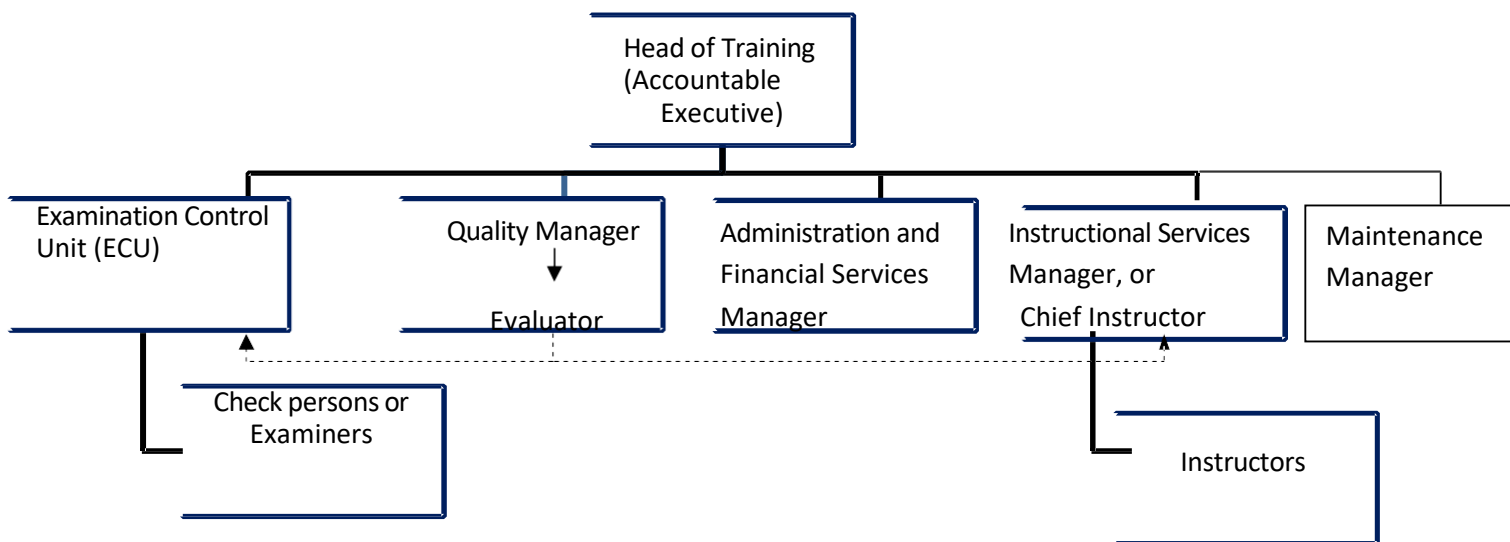 Head of Training
(Accountable
Executive)
Examination Control
Unit (ECU)
Quality Manager
Evaluator
Administration and
Financial Services
Manager
Instructional Services
Manager, or
Chief Instructor
Maintenance
Manager
Check persons or
Examiners
Instructors